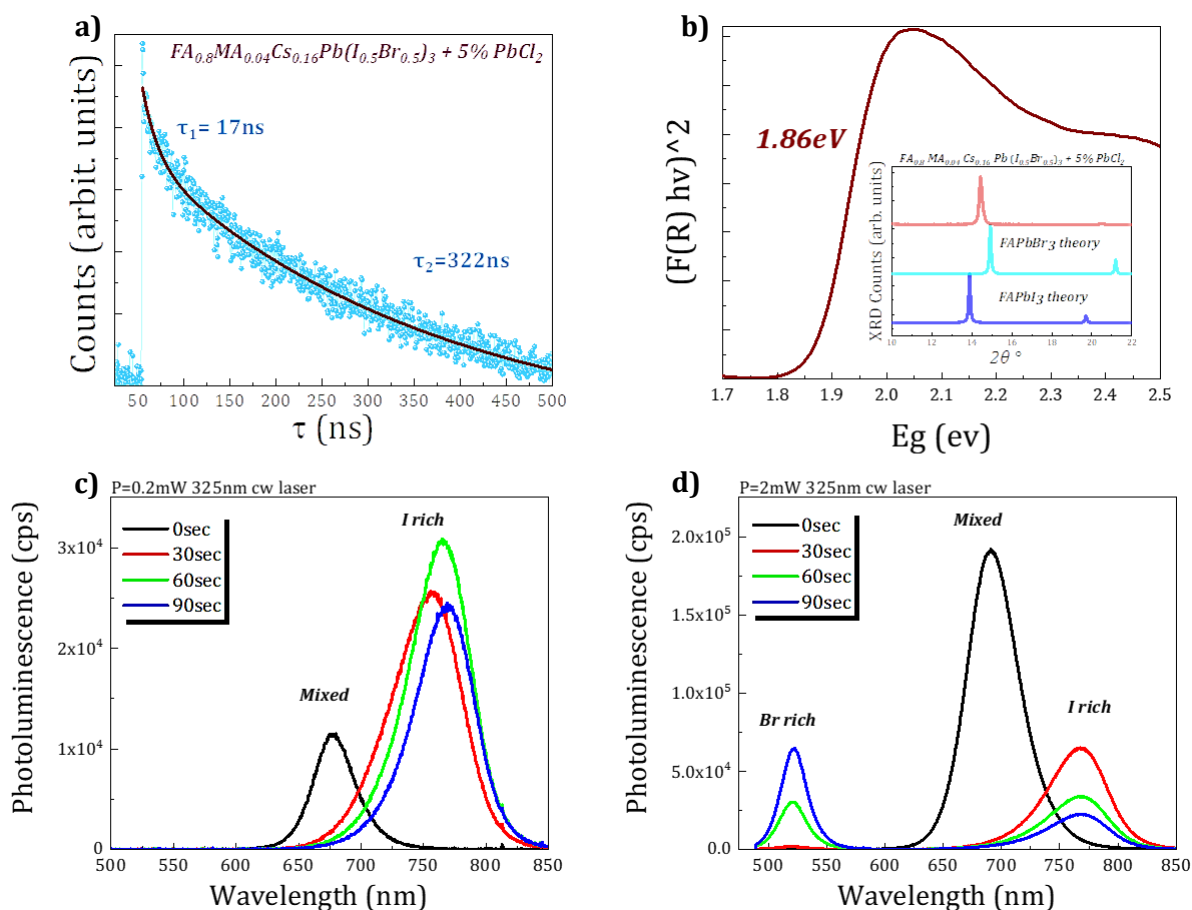 a)
FA0.8MA0.04Cs0.16Pb(I0.5Br0.5)3 + 5% PbCl2
τ1= 17ns
τ2=322ns
Counts (arbit. units)
50 100 150 200 250 300 350 400 450 500
τ (ns)
b)
1.86eV
(F(R) hv)^2
1.7 1.8 1.9 2.0 2.1 2.2 2.3 2.4 2.5
Eg (ev)
FA0.8 MA0.04 Cs0.16 Pb(I0.5Br0.5)3 + 5% PbCl2
FAPbBr3 theory
FAPbI3 theory
XRD Counts (arb. units)
10 12 14 16 18 20 22
2θ °
c)
P=0.2mW 325nm cw laser
0sec
30sec
60sec
90sec
I rich
Mixed
Photoluminescence (cps)
3x10^4
2x10^4
1x10^4
0
500 550 600 650 700 750 800 850
Wavelength (nm)
d)
P=2mW 325nm cw laser
0sec
30sec
60sec
90sec
Mixed
Br rich
I rich
Photoluminescence (cps)
2.0x10^5
1.5x10^5
1.0x10^5
5.0x10^4
0.0
500 550 600 650 700 750 800 850
Wavelength (nm)